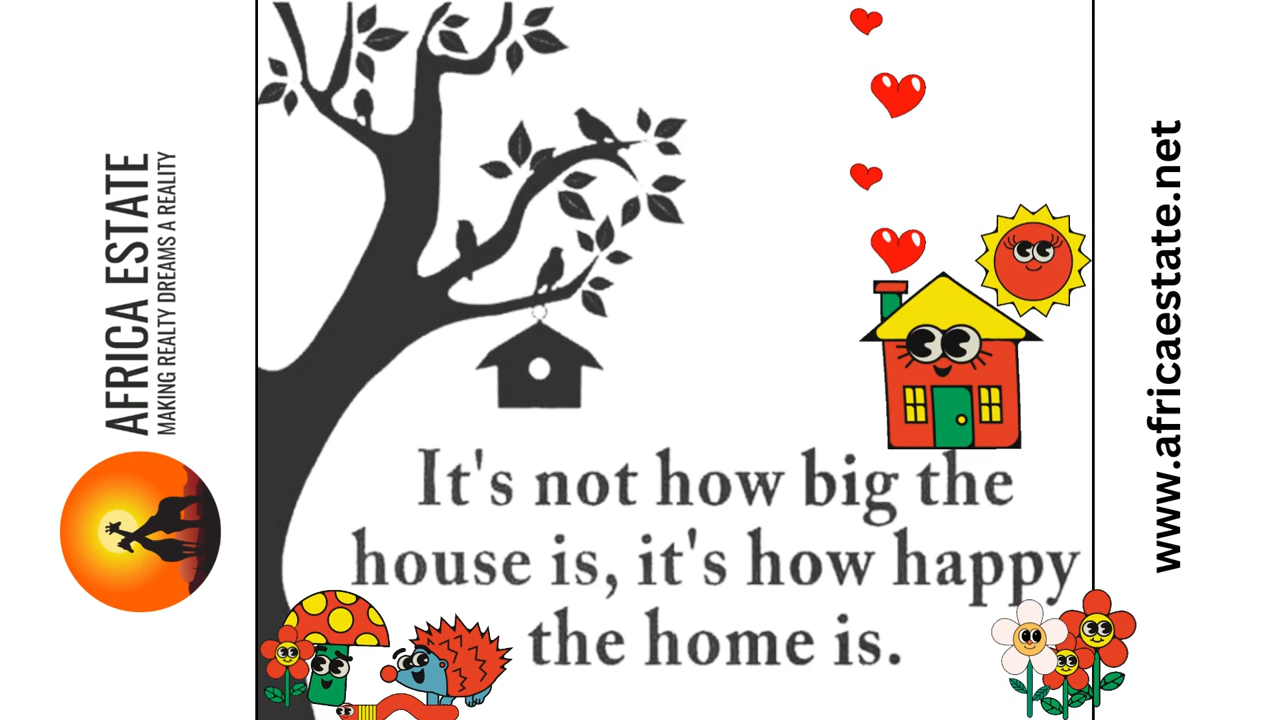 AFRICA ESTATE
MAKING REALTY DREAMS A REALITY
It's not how big the
house is, it's how happy
the home is.
www.africaestate.net